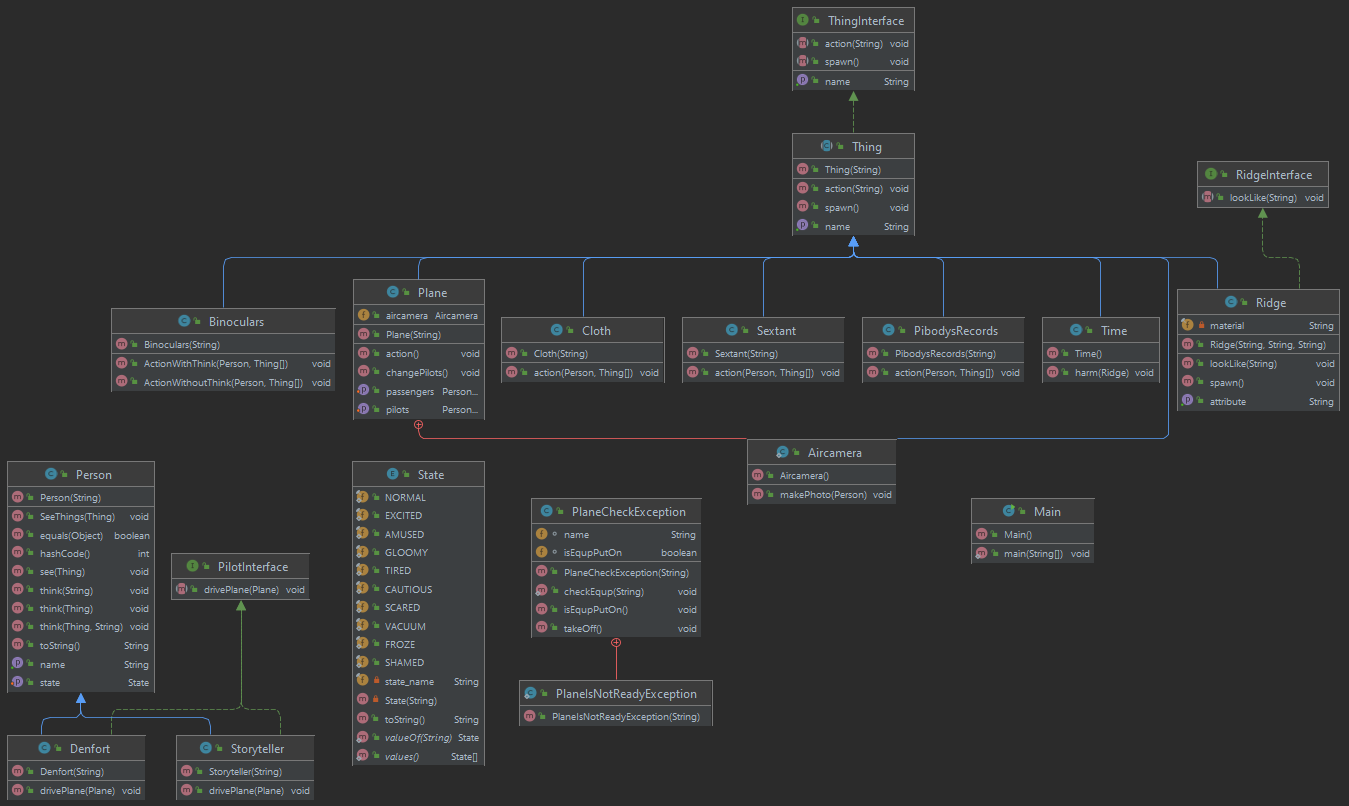 ThingInterface
action(String) void
spawn() void
name String
Thing
Thing(String)
action(String) void
spawn() void
name String
RidgeInterface
lookLike(String) void
Binoculars
Binoculars(String)
ActionWithThink(Person, Thing[]) void
ActionWithoutThink(Person, Thing[]) void
Plane
aircamera Aircamera
Plane(String)
action() void
changePilots() void
passengers Person...
pilots Person...
Cloth
Cloth(String)
action(Person, Thing[]) void
Sextant
Sextant(String)
action(Person, Thing[]) void
PibodysRecords
PibodysRecords(String)
action(Person, Thing[]) void
Time
Time()
harm(Ridge) void
Ridge
material String
Ridge(String, String, String)
lookLike(String) void
spawn() void
attribute String
Aircamera
Aircamera()
makePhoto(Person) void
Person
Person(String)
SeeThings(Thing) void
equals(Object) boolean
hashCode() int
see(Thing) void
think(String) void
think(Thing) void
think(Thing, String) void
toString() String
name String
state State
PilotInterface
drivePlane(Plane) void
State
NORMAL
EXCITED
AMUSED
GLOOMY
TIRED
CAUTIOUS
SCARED
VACUUM
FROZE
SHAMED
state_name String
State(String)
toString() String
valueOf(String) State
values() State[]
PlaneCheckException
name String
isEqupPutOn boolean
PlaneCheckException(String)
checkEqup(String) void
isEqupPutOn() void
takeOff() void
Main
Main()
main(String[]) void
PlaneIsNotReadyException
PlaneIsNotReadyException(String)
Denfort
Denfort(String)
drivePlane(Plane) void
Storyteller
Storyteller(String)
drivePlane(Plane) void